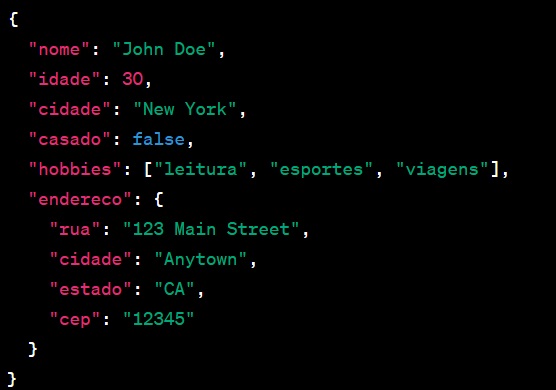 {
  "nome": "John Doe",
  "idade": 30,
  "cidade": "New York",
  "casado": false,
  "hobbies": ["leitura", "esportes", "viagens"],
  "endereco": {
    "rua": "123 Main Street",
    "cidade": "Anytown",
    "estado": "CA",
    "cep": "12345"
  }
}